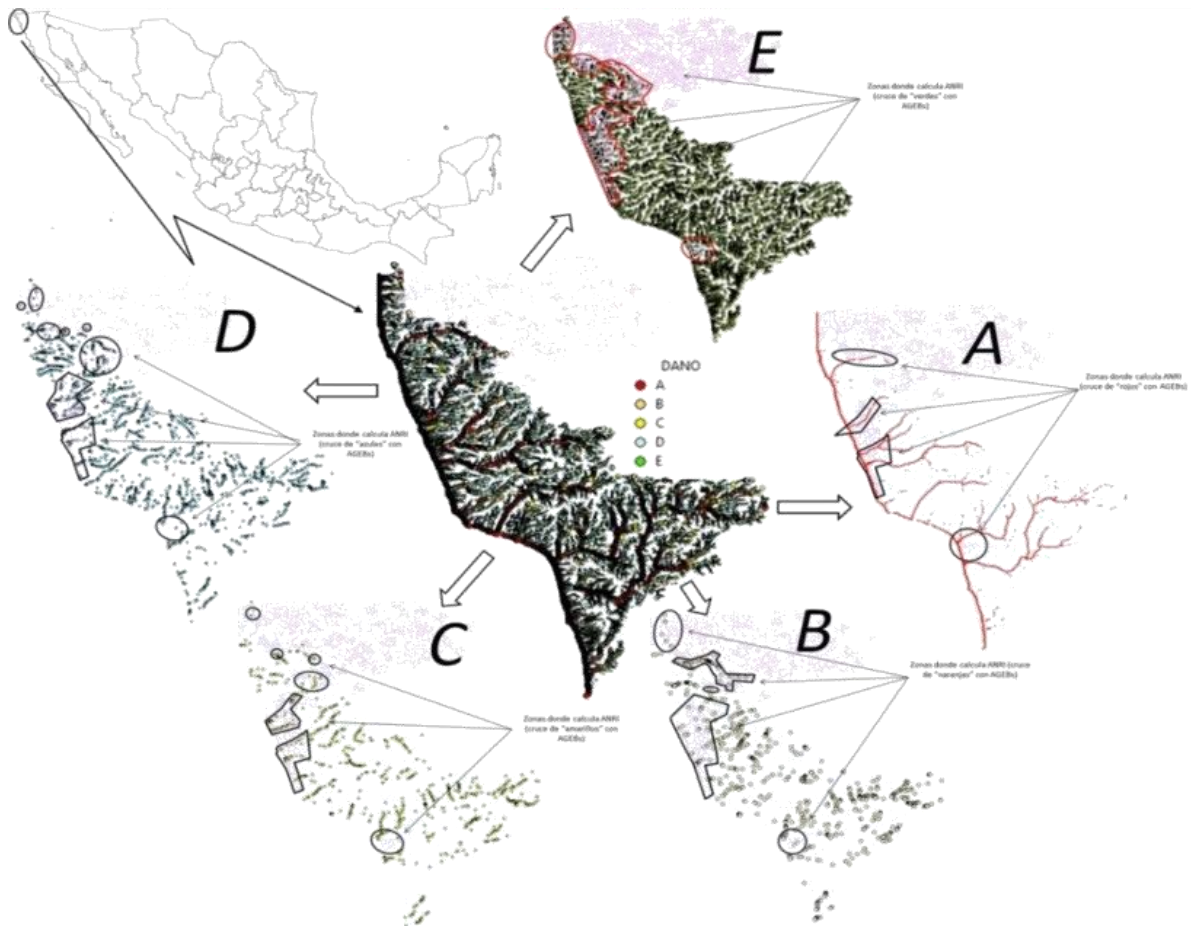 E
Zonas donde calcula ANRI
(cruce de "verdes" con
AGEBs)
D
Zonas donde calcula ANRI
(cruce de "azules" con
AGEBs)
DANO
A
B
C
D
E
A
Zonas donde calcula ANRI
(cruce de "rojos" con AGEBs)
C
Zonas donde calcula ANRI
(cruce de "amarillos" con
AGEBs)
B
Zonas donde calcula ANRI (cruce
de "naranjas" con AGEBs)